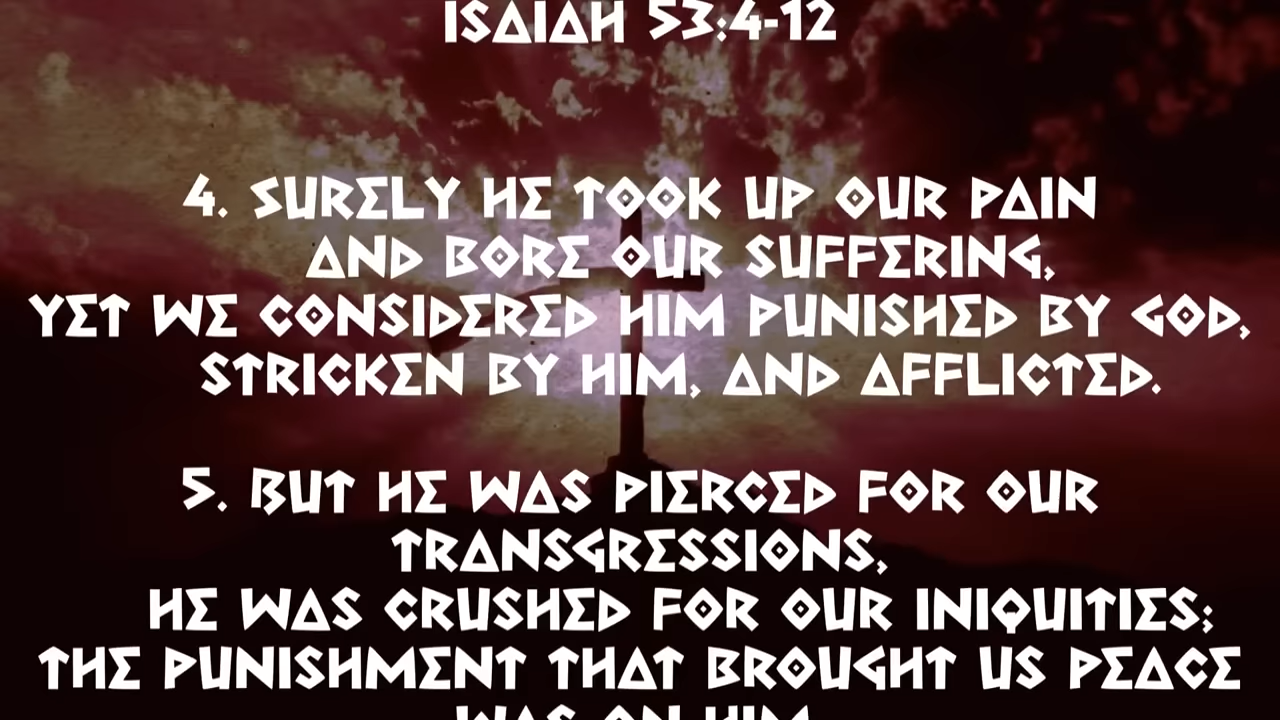 ISAIAH 53:4-12
4. SURELY HE TOOK UP OUR PAIN
AND BORE OUR SUFFERING,
YET WE CONSIDERED HIM PUNISHED BY GOD,
STRICKEN BY HIM, AND AFFLICTED.
5. BUT HE WAS PIERCED FOR OUR
TRANSGRESSIONS,
HE WAS CRUSHED FOR OUR INIQUITIES;
THE PUNISHMENT THAT BROUGHT US PEACE
WAS ON HIM